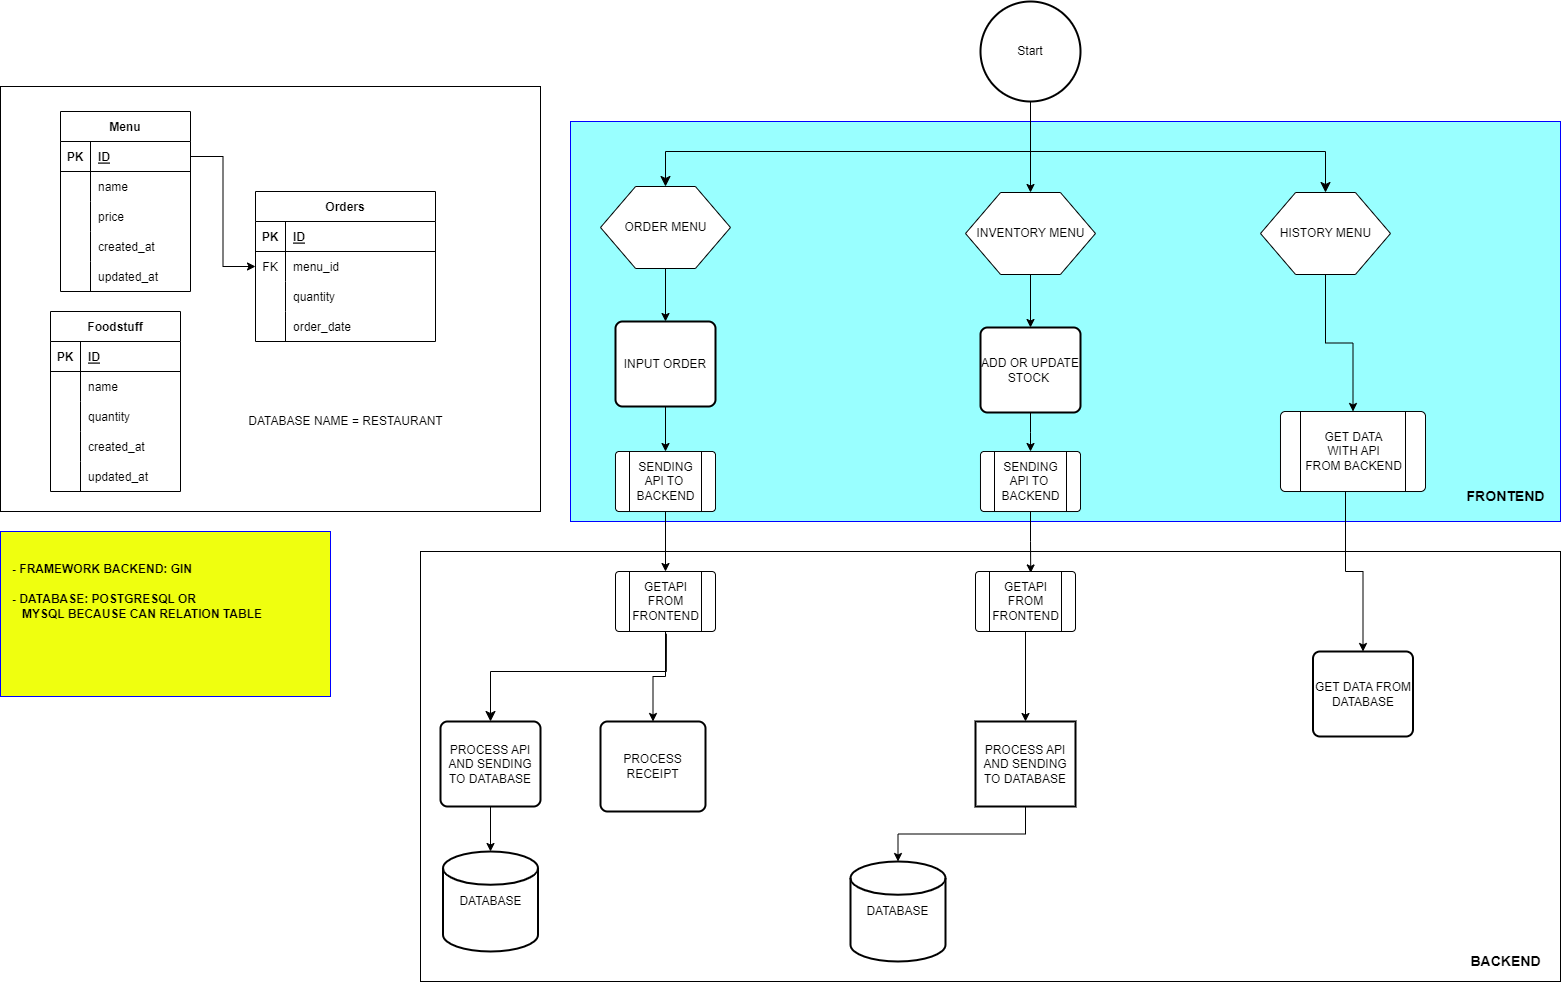 Start
Menu
PK ID
name
price
created_at
updated_at
Orders
PK ID
FK menu_id
quantity
order_date
Foodstuff
PK ID
name
quantity
created_at
updated_at
DATABASE NAME = RESTAURANT
- FRAMEWORK BACKEND: GIN
- DATABASE: POSTGRESQL OR
MYSQL BECAUSE CAN RELATION TABLE
ORDER MENU
INVENTORY MENU
HISTORY MENU
INPUT ORDER
ADD OR UPDATE
STOCK
SENDING
API TO
BACKEND
SENDING
API TO
BACKEND
GET DATA
WITH API
FROM BACKEND
FRONTEND
GETAPI
FROM
FRONTEND
GETAPI
FROM
FRONTEND
GET DATA FROM
DATABASE
PROCESS API
AND SENDING
TO DATABASE
PROCESS
RECEIPT
PROCESS API
AND SENDING
TO DATABASE
DATABASE
DATABASE
BACKEND